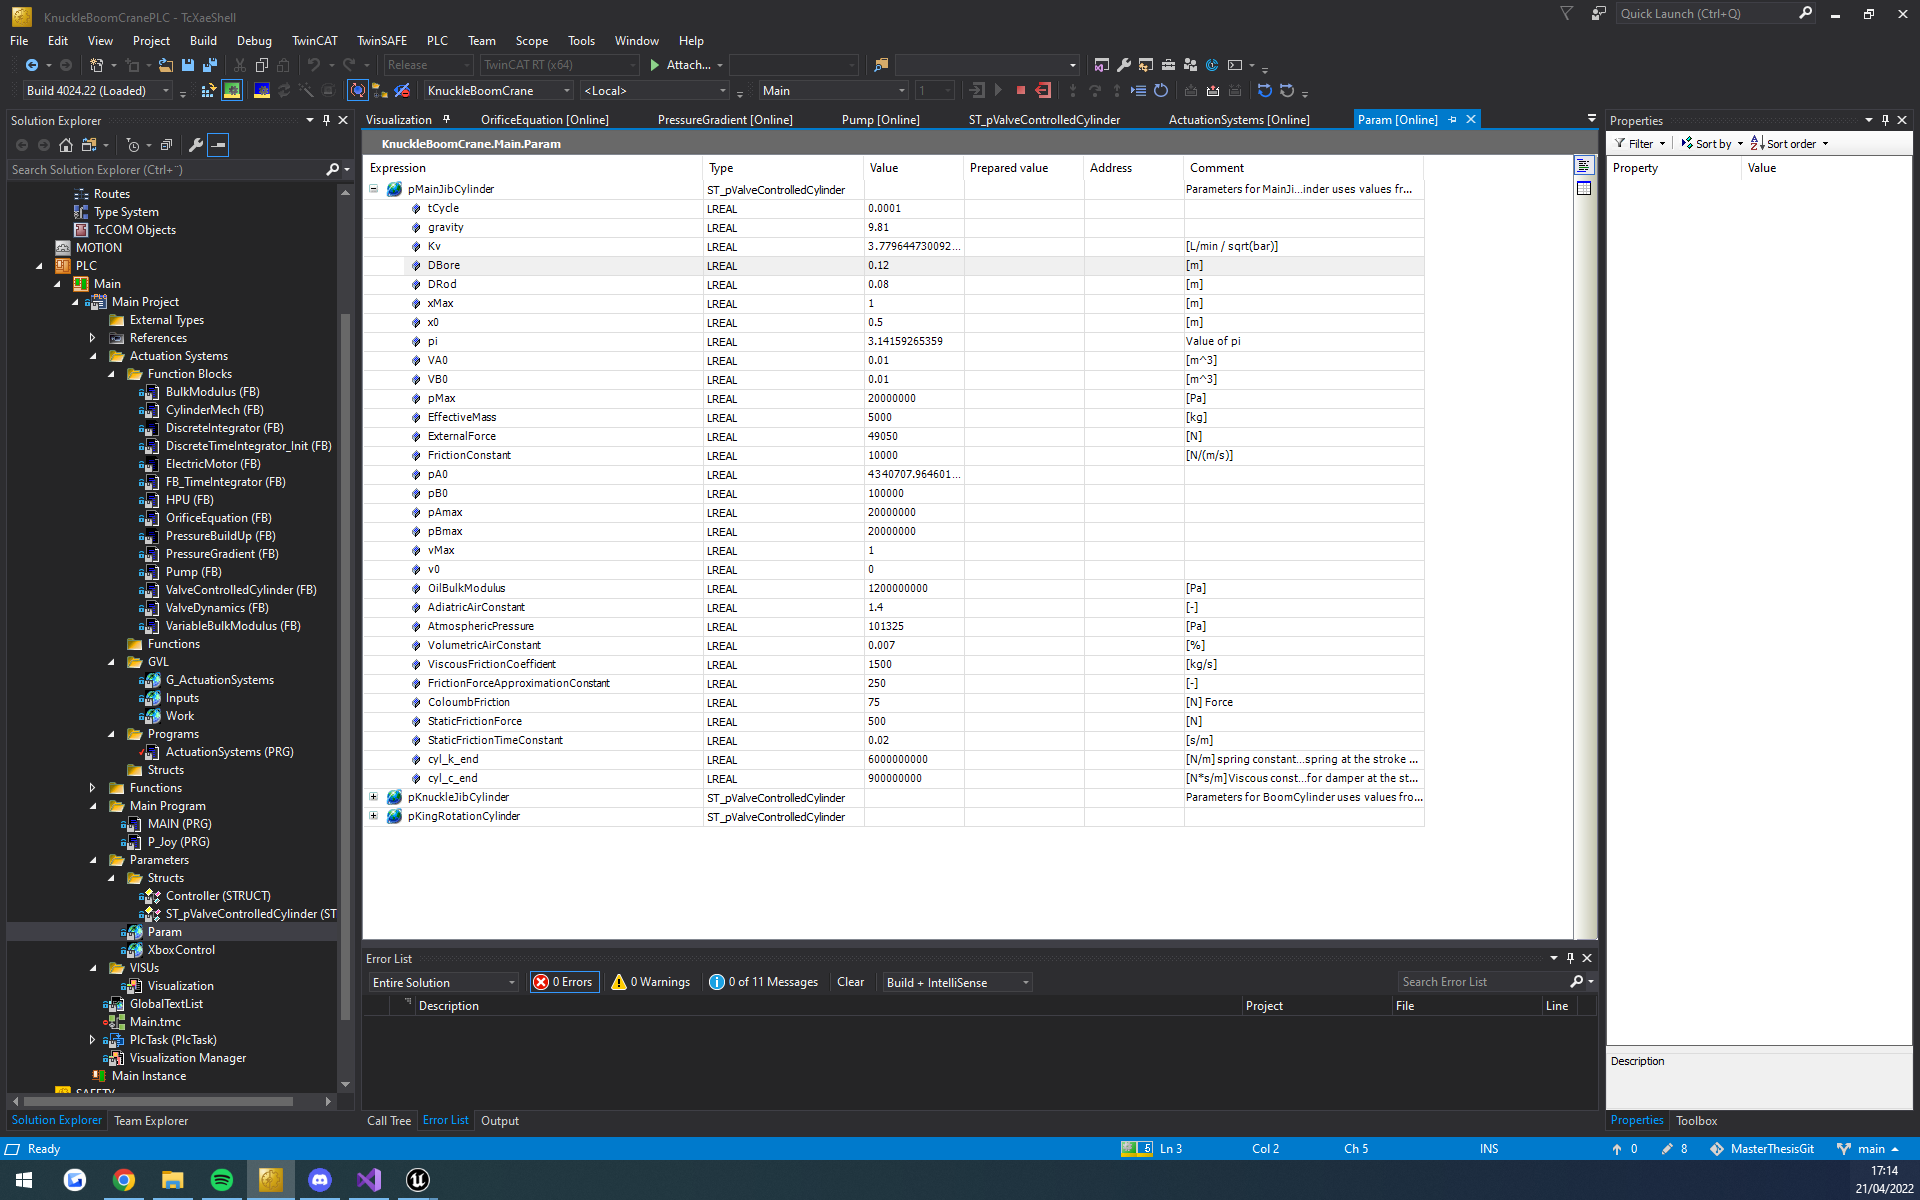 KnuckleBoomCranePLC - TcXaeShell
Quick Launch (Ctrl+Q)
File Edit View Project Build Debug TwinCAT TwinSAFE PLC Team Scope Tools Window Help
Release TwinCAT RT (x64) Attach...
Build 4024.22 (Loaded) KnuckleBoomCrane <Local> Main 1
Solution Explorer
Search Solution Explorer (Ctrl+¨)
Routes
Type System
TcCOM Objects
MOTION
PLC
Main
Main Project
External Types
References
Actuation Systems
Function Blocks
BulkModulus (FB)
CylinderMech (FB)
DiscreteIntegrator (FB)
DiscreteTimeIntegrator_Init (FB)
ElectricMotor (FB)
FB_TimeIntegrator (FB)
HPU (FB)
OrificeEquation (FB)
PressureBuildUp (FB)
PressureGradient (FB)
Pump (FB)
ValveControlledCylinder (FB)
ValveDynamics (FB)
VariableBulkModulus (FB)
Functions
GVL
G_ActuationSystems
Inputs
Work
Programs
ActuationSystems (PRG)
Structs
Functions
Main Program
MAIN (PRG)
P_Joy (PRG)
Parameters
Structs
Controller (STRUCT)
ST_pValveControlledCylinder (ST
Param
XboxControl
VISUs
Visualization
GlobalTextList
Main.tmc
PlcTask (PlcTask)
Visualization Manager
Main Instance
SAFETY
Solution Explorer Team Explorer
Visualization OrificeEquation [Online] PressureGradient [Online] Pump [Online] ST_pValveControlledCylinder ActuationSystems [Online] Param [Online]
KnuckleBoomCrane.Main.Param
Expression Type Value Prepared value Address Comment
pMainJibCylinder ST_pValveControlledCylinder Parameters for MainJi...inder uses values fr...
tCycle LREAL 0.0001
gravity LREAL 9.81
Kv LREAL 3.779644730092... [L/min / sqrt(bar)]
DBore LREAL 0.12 [m]
DRod LREAL 0.08 [m]
xMax LREAL 1 [m]
x0 LREAL 0.5 [m]
pi LREAL 3.14159265359 Value of pi
VA0 LREAL 0.01 [m^3]
VB0 LREAL 0.01 [m^3]
pMax LREAL 20000000 [Pa]
EffectiveMass LREAL 5000 [kg]
ExternalForce LREAL 49050 [N]
FrictionConstant LREAL 10000 [N/(m/s)]
pA0 LREAL 4340707.964601...
pB0 LREAL 100000
pAmax LREAL 20000000
pBmax LREAL 20000000
vMax LREAL 1
v0 LREAL 0
OilBulkModulus LREAL 1200000000 [Pa]
AdiatricAirConstant LREAL 1.4 [-]
AtmosphericPressure LREAL 101325 [Pa]
VolumetricAirConstant LREAL 0.007 [%]
ViscousFrictionCoefficient LREAL 1500 [kg/s]
FrictionForceApproximationConstant LREAL 250 [-]
ColoumbFriction LREAL 75 [N] Force
StaticFrictionForce LREAL 500 [N]
StaticFrictionTimeConstant LREAL 0.02 [s/m]
cyl_k_end LREAL 6000000000 [N/m] spring constant...spring at the stroke ...
cyl_c_end LREAL 900000000 [N*s/m]Viscous const...for damper at the st...
pKnuckleJibCylinder ST_pValveControlledCylinder Parameters for BoomCylinder uses values fro...
pKingRotationCylinder ST_pValveControlledCylinder
Error List
Entire Solution 0 Errors 0 Warnings 0 of 11 Messages Clear Build + IntelliSense Search Error List
Description Project File Line
Call Tree Error List Output
Properties
Filter Sort by Sort order
Property Value
Description
Properties Toolbox
Ready 5 Ln 3 Col 2 Ch 5 INS 0 8 MasterThesisGit main
17:14
21/04/2022